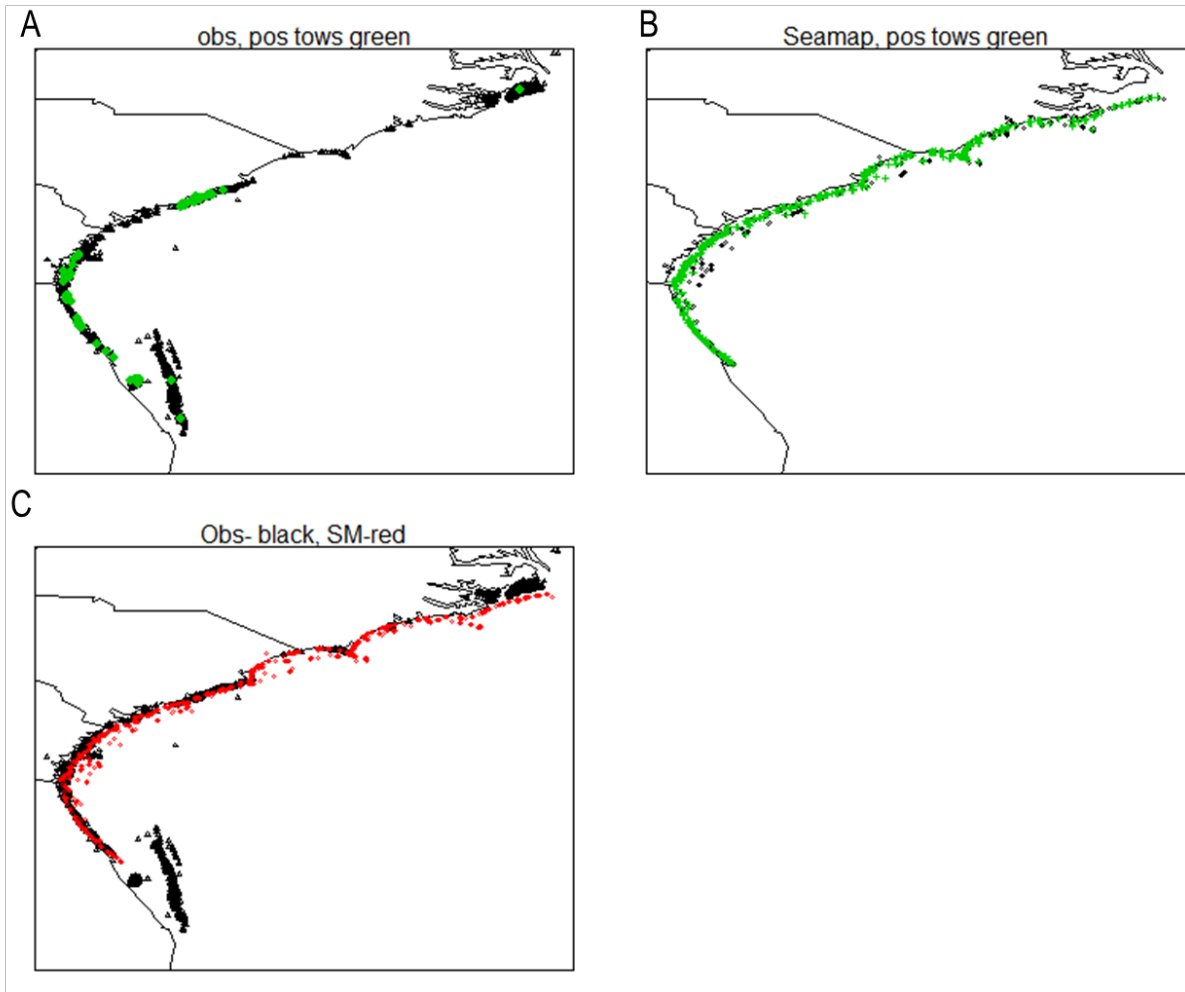 A
obs, pos tows green
B
Seamap, pos tows green
C
Obs- black, SM-red